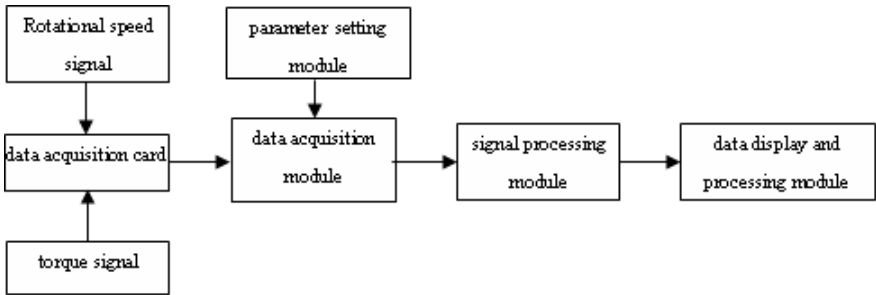 Rotational speed
signal
parameter setting
module
data acquisition card
data acquisition
module
signal processing
module
data display and
processing module
torque signal